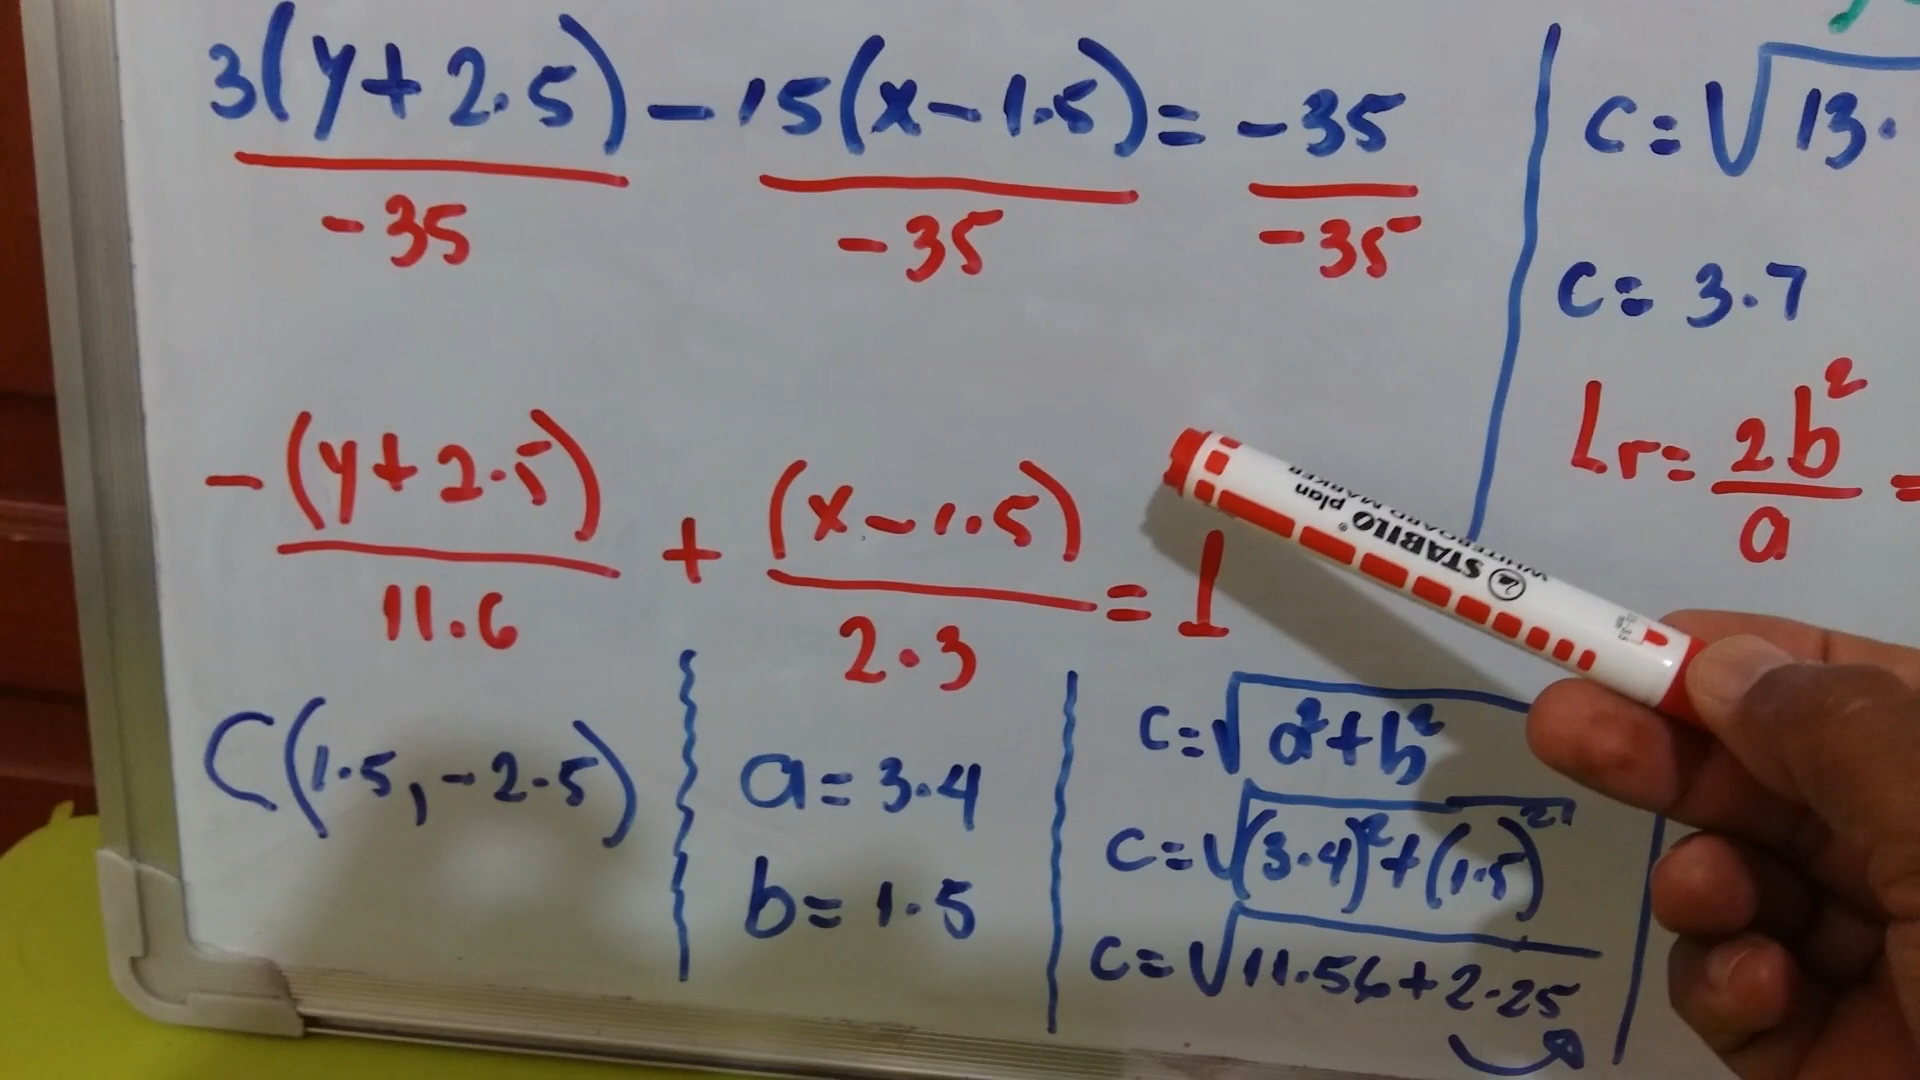 3(y+2.5) - 15(x-1.5) = -35
-35 -35 -35
-(y+2.5) + (x-1.5) = 1
11.6 2.3
C(1.5, -2.5)
a= 3.4
b= 1.5
c=√a²+b²
c=√(3.4)²+(1.5)²
c=√11.56+2.25
c=√13.
c= 3.7
Lr= 2b² =
a
STABILO plan
WHITEBOARD MARKER